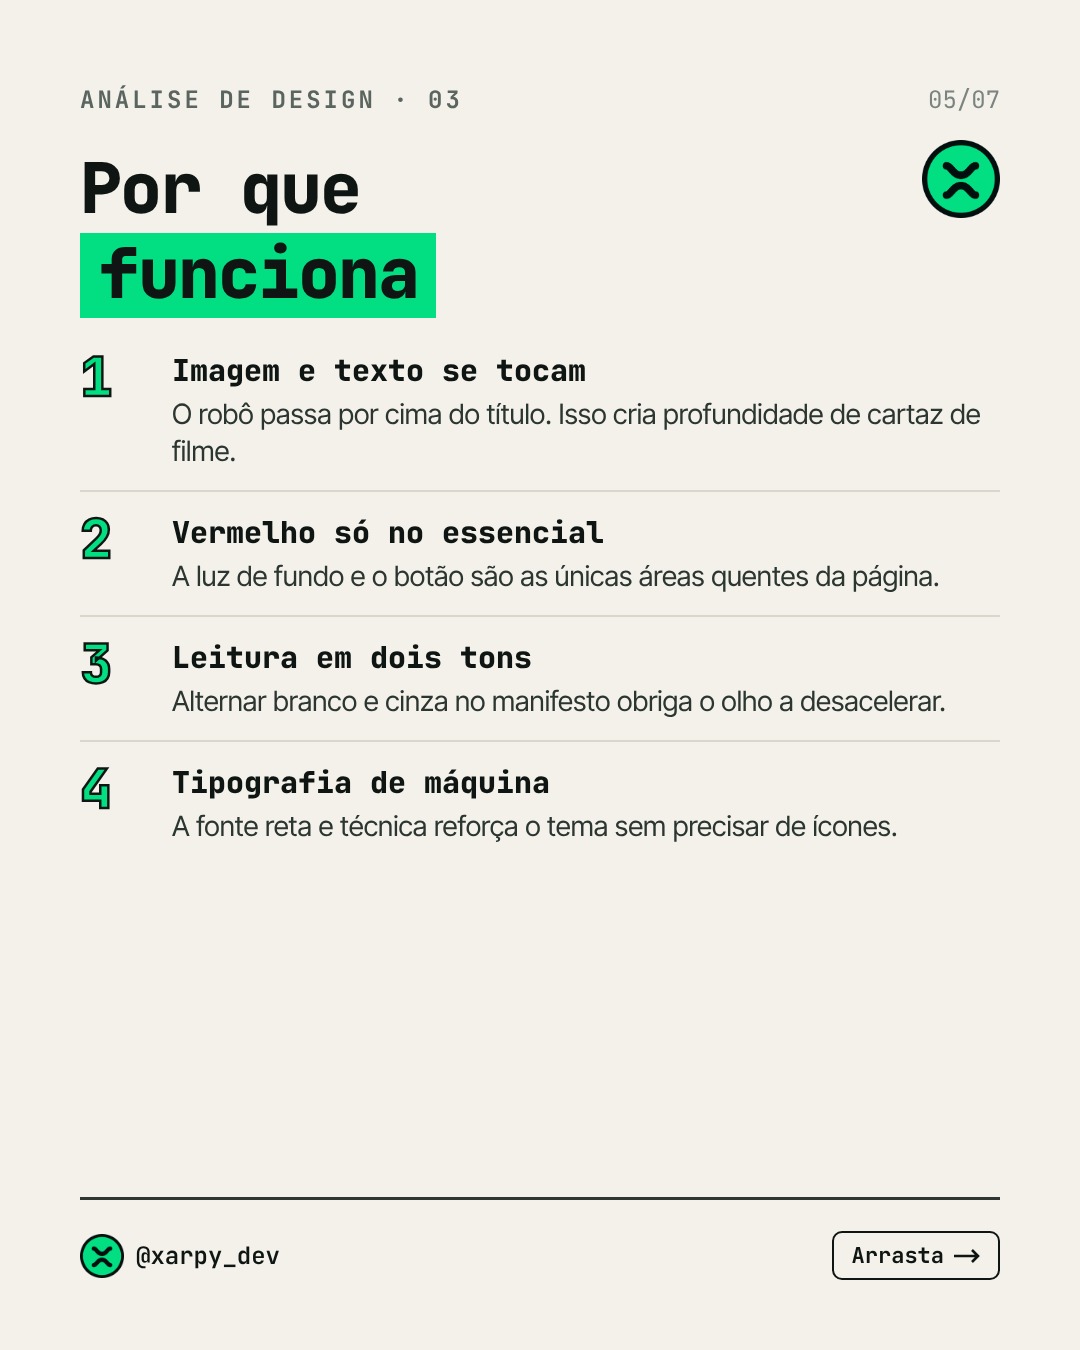 ANÁLISE DE DESIGN · 03
05/07
Por que
funciona
1
Imagem e texto se tocam
O robô passa por cima do título. Isso cria profundidade de cartaz de
filme.
2
Vermelho só no essencial
A luz de fundo e o botão são as únicas áreas quentes da página.
3
Leitura em dois tons
Alternar branco e cinza no manifesto obriga o olho a desacelerar.
4
Tipografia de máquina
A fonte reta e técnica reforça o tema sem precisar de ícones.
@xarpy_dev
Arrasta →